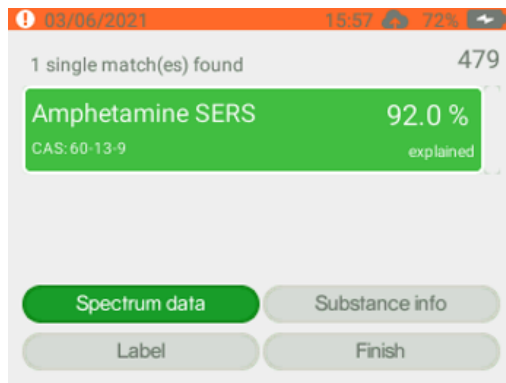 03/06/2021 15:57 72%
1 single match(es) found 479
Amphetamine SERS 92.0 %
CAS: 60-13-9 explained
Spectrum data Substance info
Label Finish